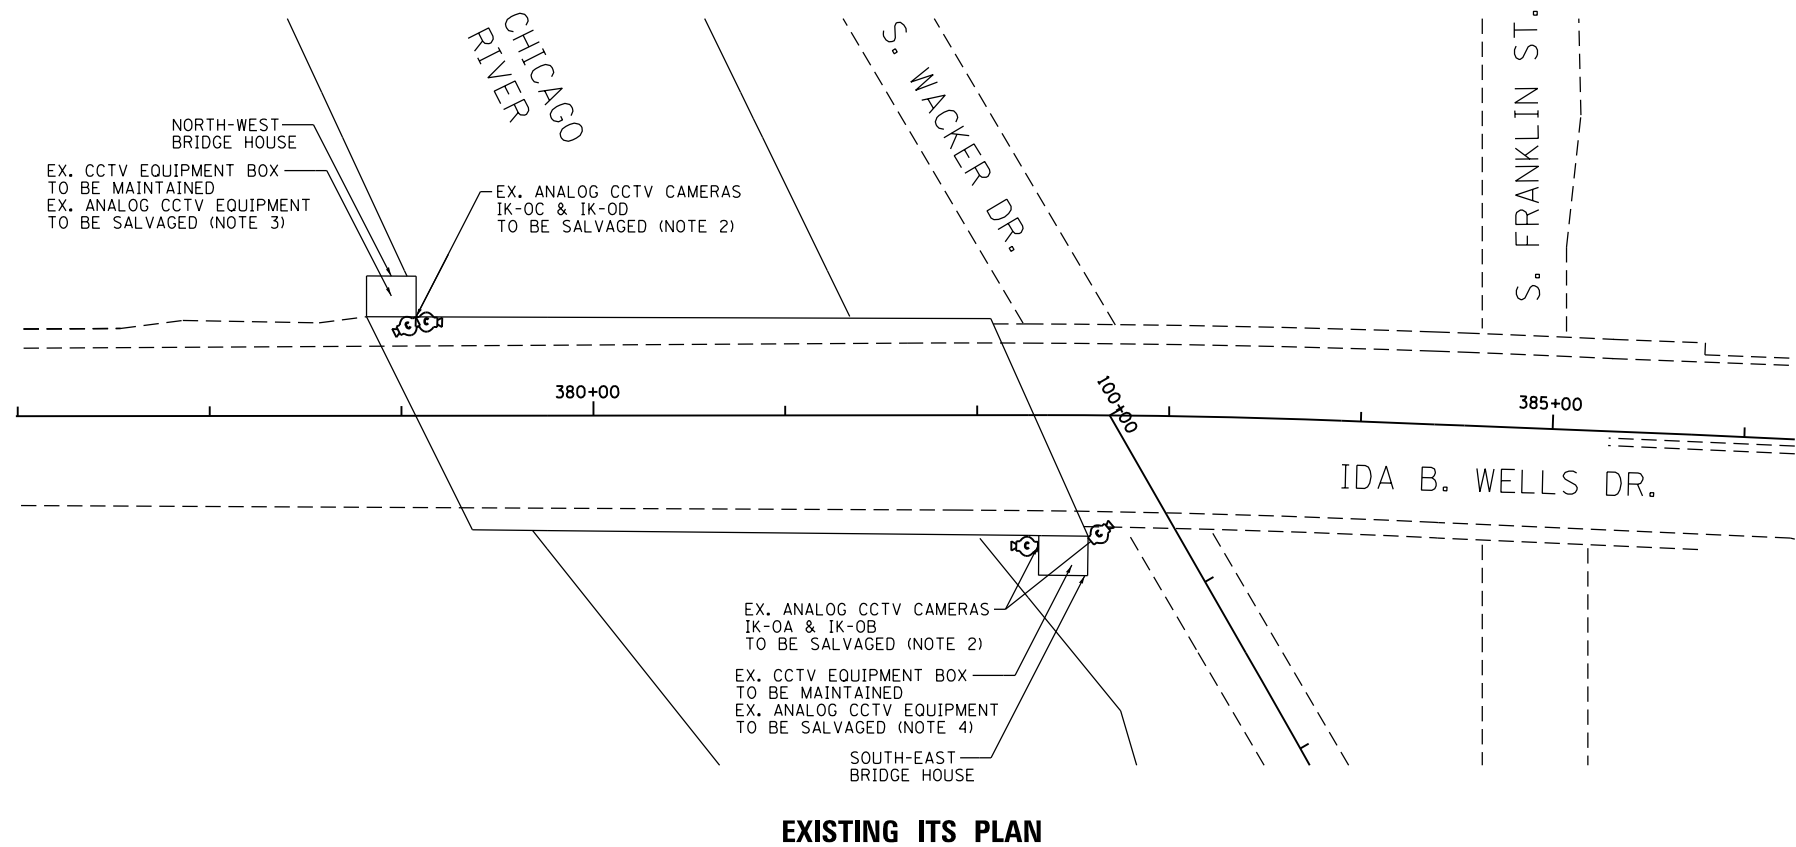 CHICAGO
RIVER
S. WACKER DR.
S. FRANKLIN ST.
NORTH-WEST
BRIDGE HOUSE
EX. CCTV EQUIPMENT BOX
TO BE MAINTAINED
EX. ANALOG CCTV EQUIPMENT
TO BE SALVAGED (NOTE 3)
EX. ANALOG CCTV CAMERAS
IK-0C & IK-0D
TO BE SALVAGED (NOTE 2)
C
C
380+00
100+00
385+00
IDA B. WELLS DR.
C
C
EX. ANALOG CCTV CAMERAS
IK-0A & IK-0B
TO BE SALVAGED (NOTE 2)
EX. CCTV EQUIPMENT BOX
TO BE MAINTAINED
EX. ANALOG CCTV EQUIPMENT
TO BE SALVAGED (NOTE 4)
SOUTH-EAST
BRIDGE HOUSE
EXISTING ITS PLAN